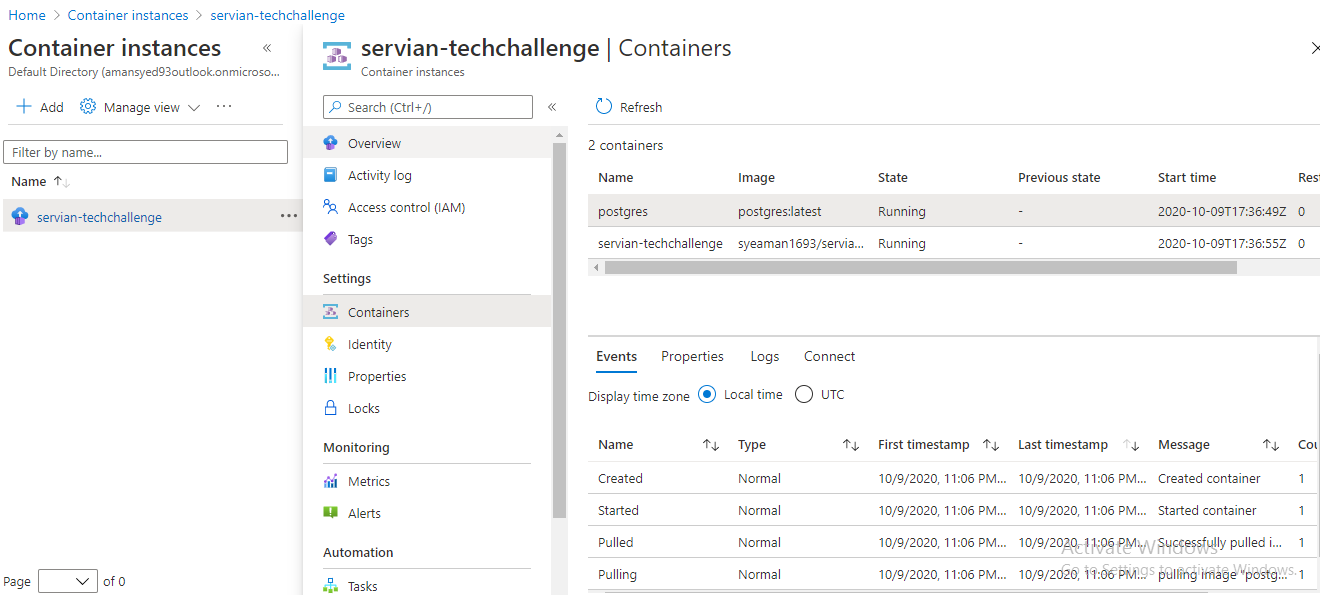 Home > Container instances > servian-techchallenge
Container instances «
Default Directory (amansyed93outlook.onmicroso...
+ Add Manage view ...
Filter by name...
Name ↑↓
servian-techchallenge ...
Page of 0
servian-techchallenge | Containers
Container instances
Search (Ctrl+/) «
Overview
Activity log
Access control (IAM)
Tags
Settings
Containers
Identity
Properties
Locks
Monitoring
Metrics
Alerts
Automation
Tasks
Refresh
2 containers
Name Image State Previous state Start time Rest
postgres postgres:latest Running - 2020-10-09T17:36:49Z 0
servian-techchallenge syeaman1693/servia... Running - 2020-10-09T17:36:55Z 0
Events Properties Logs Connect
Display time zone Local time UTC
Name ↑↓ Type ↑↓ First timestamp ↑↓ Last timestamp ↑↓ Message ↑↓ Cou
Created Normal 10/9/2020, 11:06 PM... 10/9/2020, 11:06 PM... Created container 1
Started Normal 10/9/2020, 11:06 PM... 10/9/2020, 11:06 PM... Started container 1
Pulled Normal 10/9/2020, 11:06 PM... 10/9/2020, 11:06 PM... Successfully pulled i... 1
Pulling Normal 10/9/2020, 11:06 PM... 10/9/2020, 11:06 PM... pulling image "postg... 1
Activate Windows
Go to Settings to activate Windows.